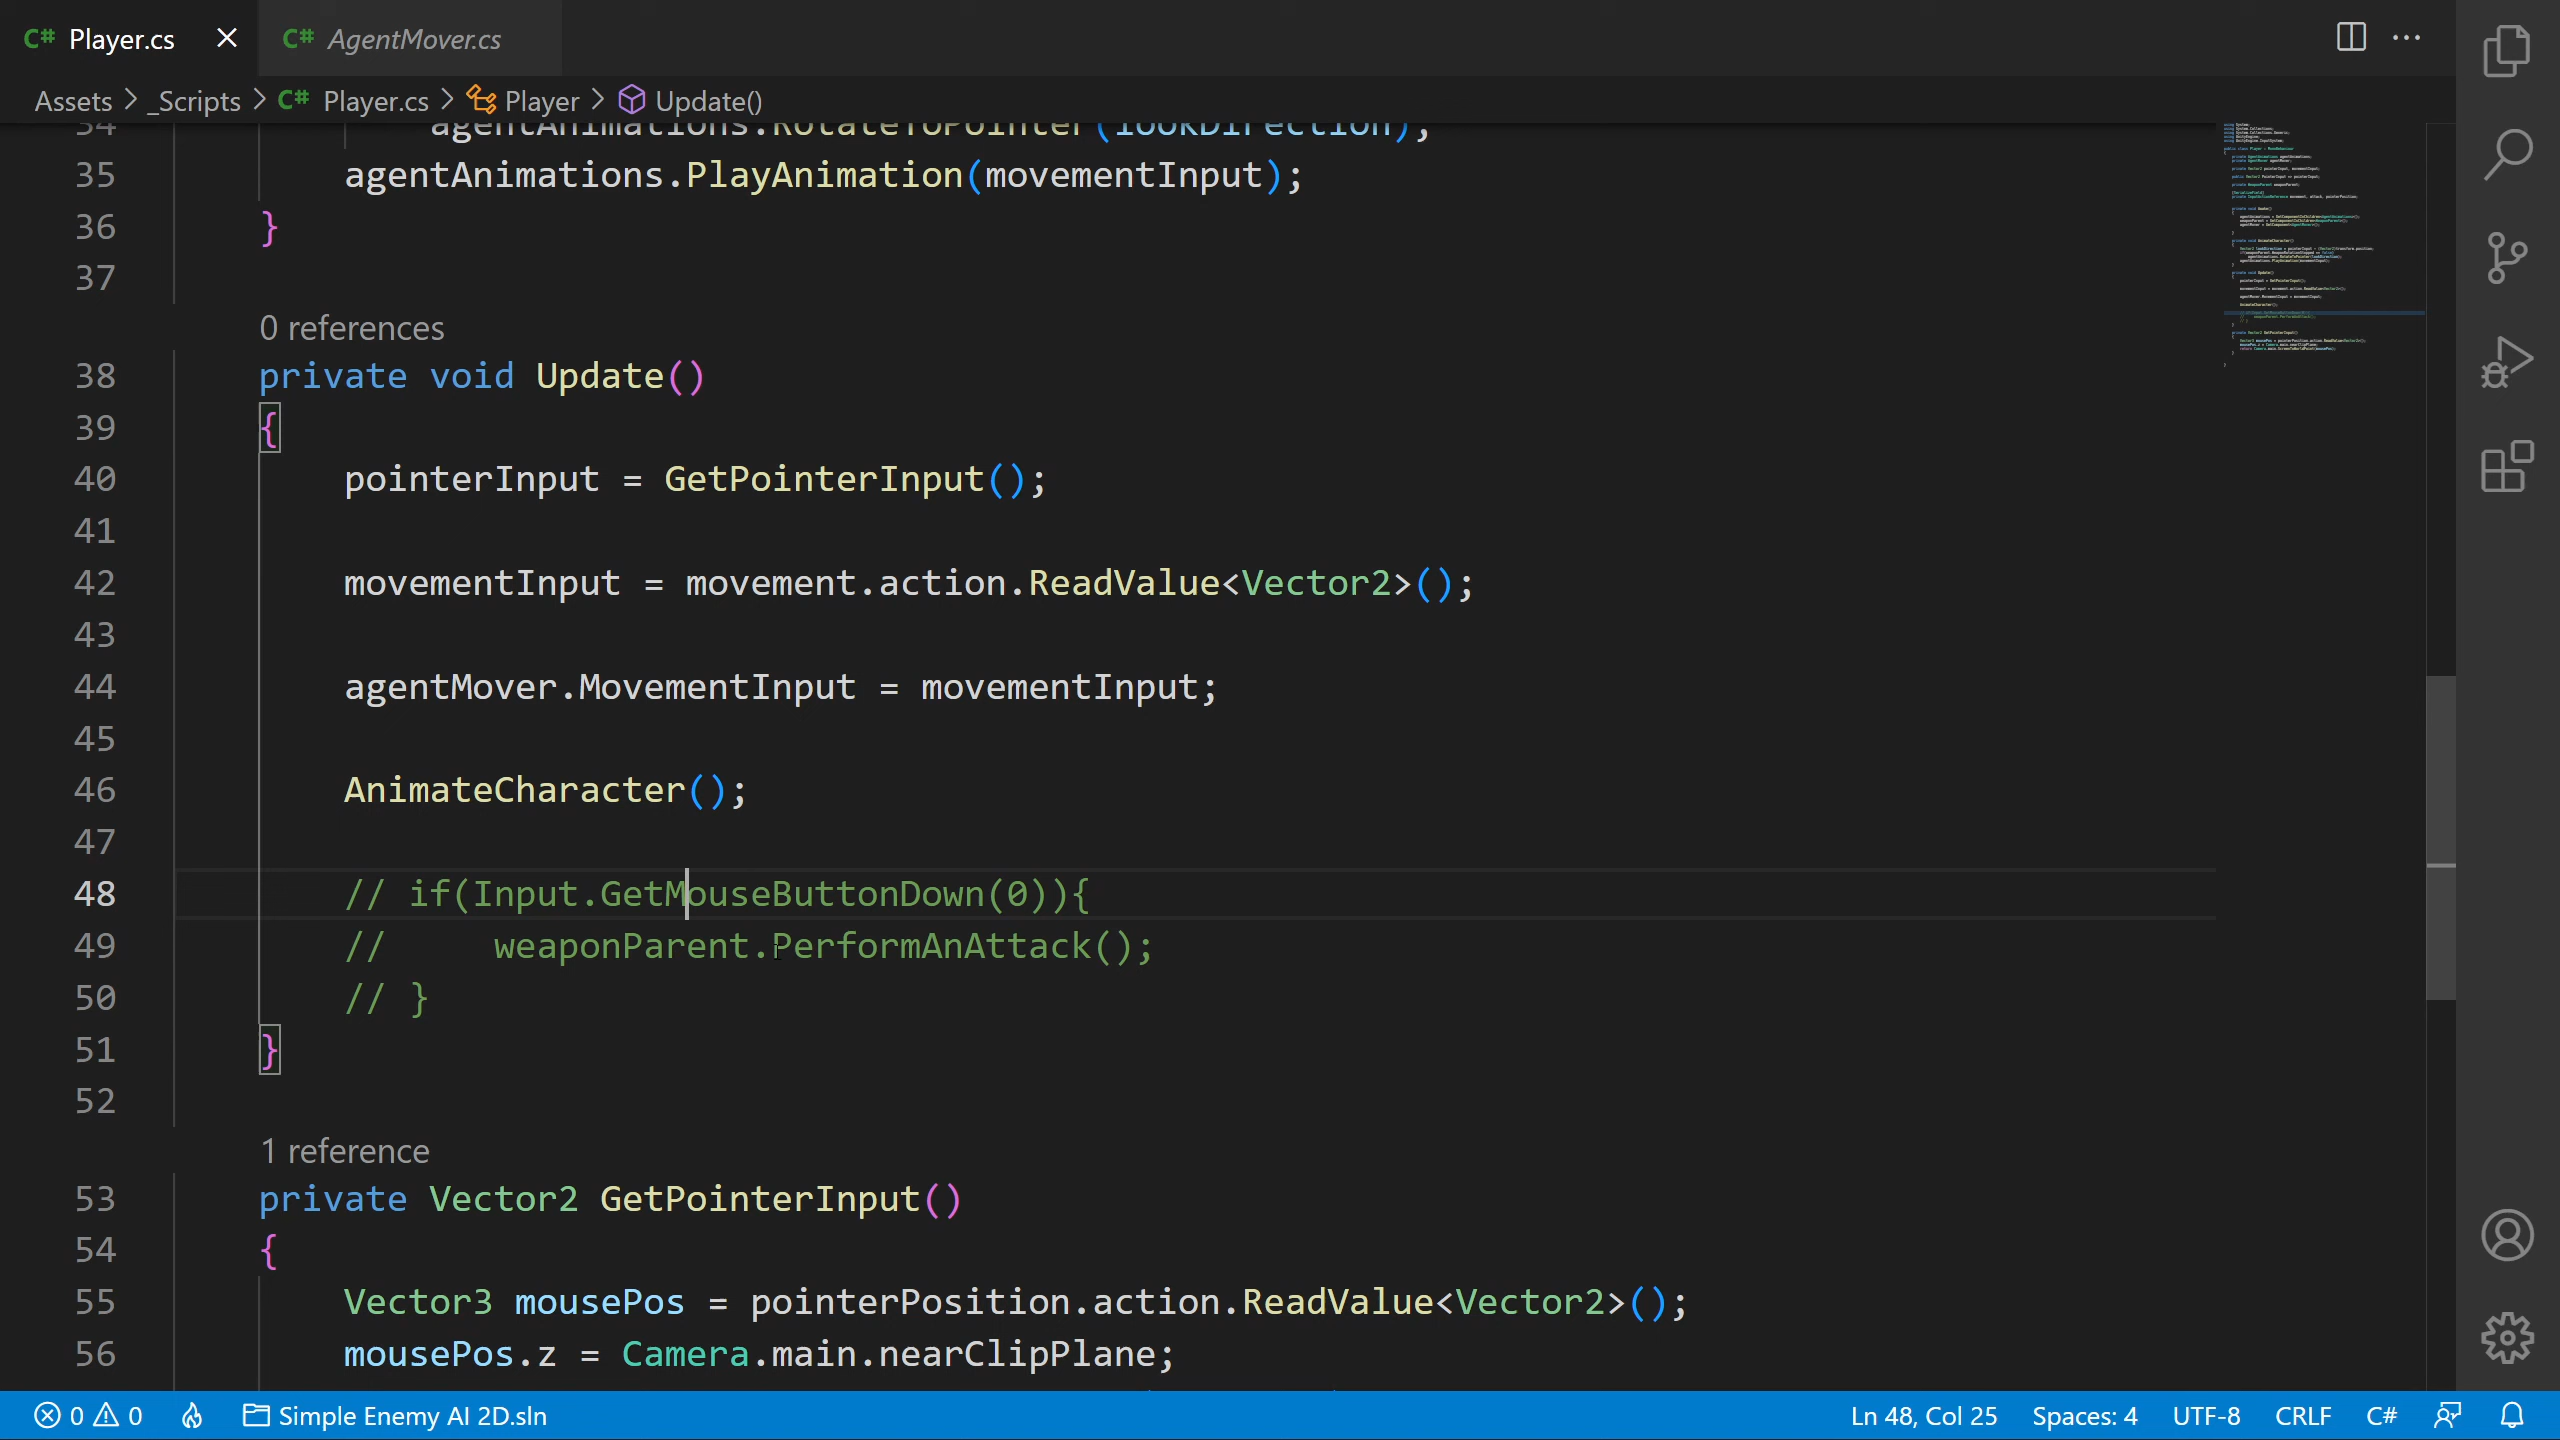 C# Player.cs × C# AgentMover.cs
Assets > _Scripts > C# Player.cs > Player > Update()
34 agentAnimations.RotateToPointer(lookDirection);
35 agentAnimations.PlayAnimation(movementInput);
36 }
37
0 references
38 private void Update()
39 {
40 pointerInput = GetPointerInput();
41
42 movementInput = movement.action.ReadValue<Vector2>();
43
44 agentMover.MovementInput = movementInput;
45
46 AnimateCharacter();
47
48 // if(Input.GetMouseButtonDown(0)){
49 // weaponParent.PerformAnAttack();
50 // }
51 }
52
1 reference
53 private Vector2 GetPointerInput()
54 {
55 Vector3 mousePos = pointerPosition.action.ReadValue<Vector2>();
56 mousePos.z = Camera.main.nearClipPlane;
0 0 Simple Enemy AI 2D.sln Ln 48, Col 25 Spaces: 4 UTF-8 CRLF C#